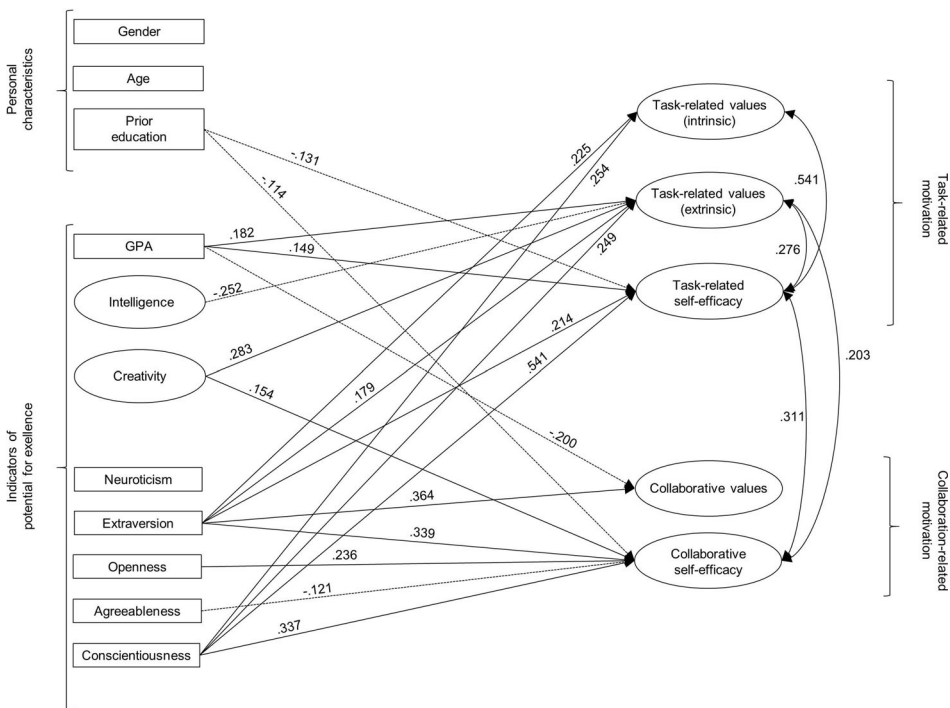 Personal
characteristics
Gender
Age
Prior
education
Indicators of
potential for exellence
GPA
Intelligence
Creativity
Neuroticism
Extraversion
Openness
Agreeableness
Conscientiousness
-.131
-.114
.182
.149
-.252
.283
.154
.225
.254
.249
.179
.214
.541
-.200
.364
.339
.236
-.121
.337
Task-related values
(intrinsic)
Task-related values
(extrinsic)
Task-related
self-efficacy
Collaborative values
Collaborative
self-efficacy
.541
.276
.203
.311
Task-related
motivation
Collaboration-related
motivation